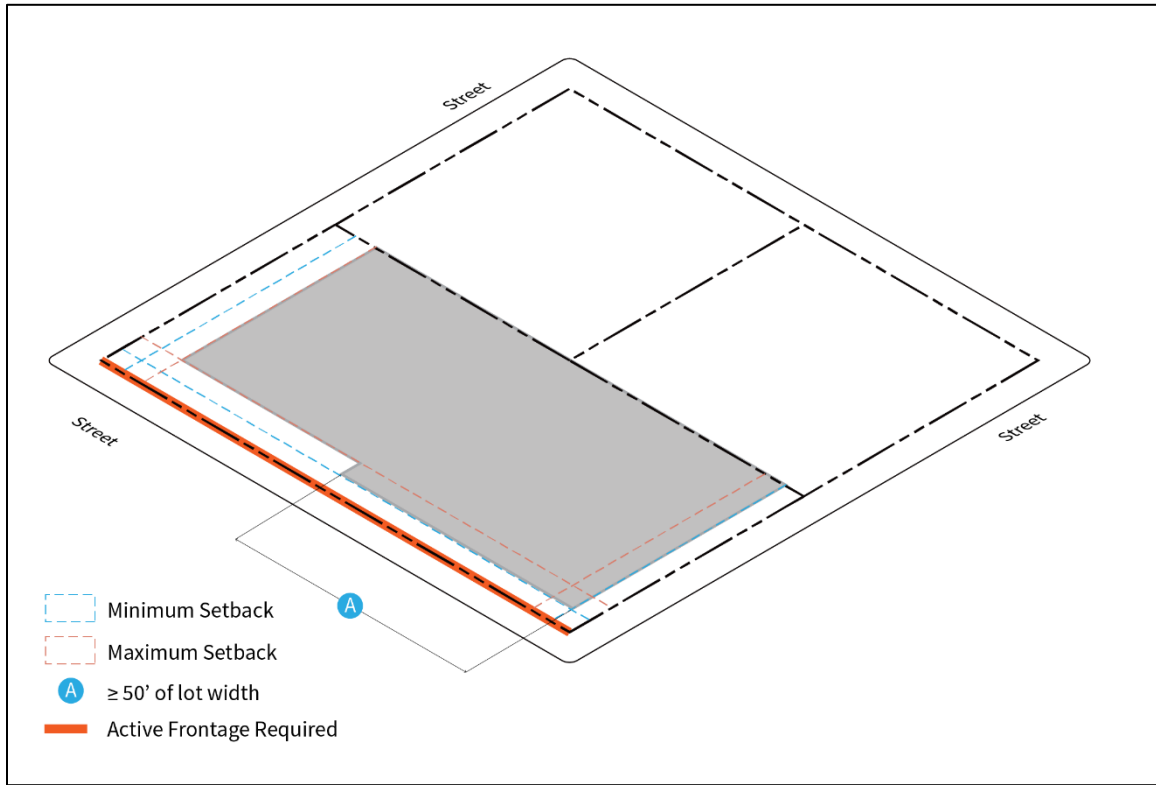 Street
Street
Street
A
Minimum Setback
Maximum Setback
A ≥ 50’ of lot width
Active Frontage Required